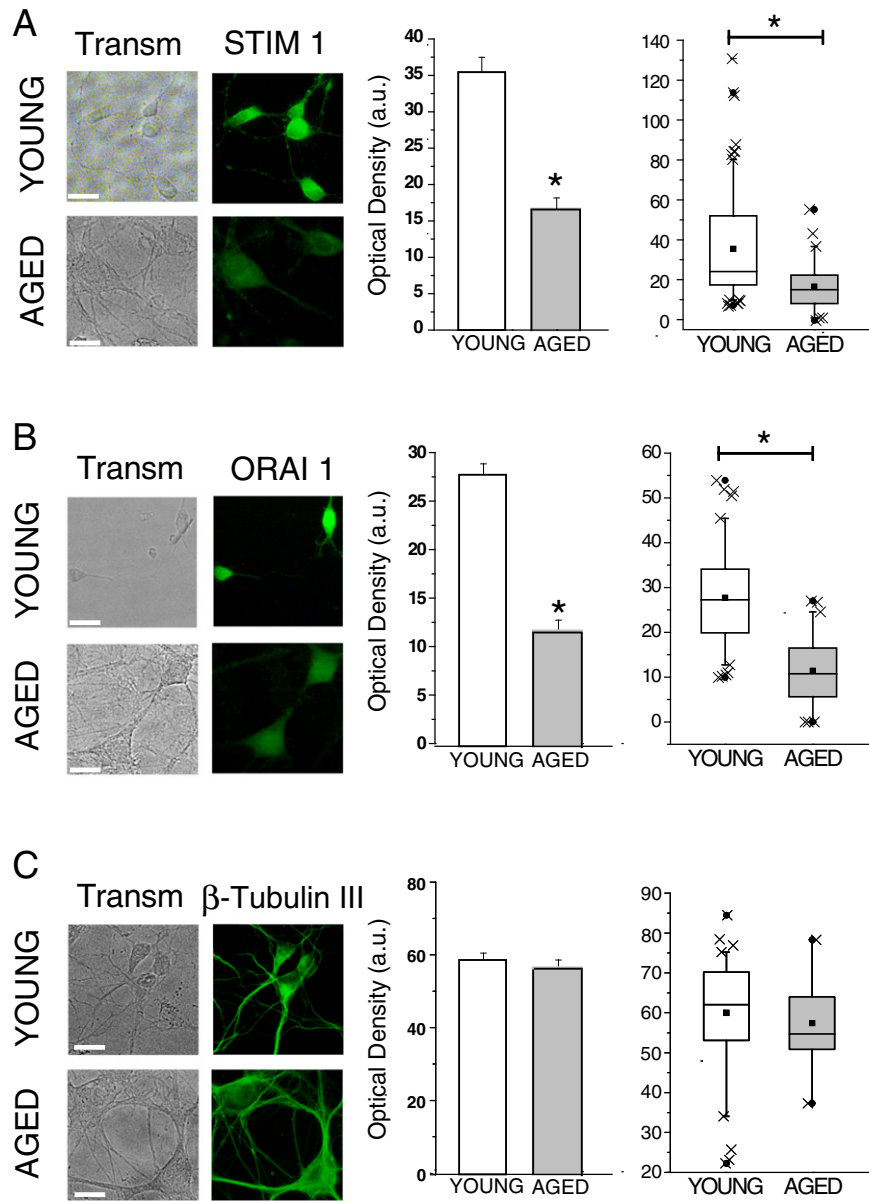 A
Transm STIM 1
YOUNG
AGED
Optical Density (a.u.)
40
35
30
25
20
15
10
5
0
*
YOUNG AGED
*
140
120
100
80
60
40
20
0
YOUNG AGED
B
Transm ORAI 1
YOUNG
AGED
Optical Density (a.u.)
30
25
20
15
10
5
0
*
YOUNG AGED
*
60
50
40
30
20
10
0
YOUNG AGED
C
Transm β-Tubulin III
YOUNG
AGED
Optical Density (a.u.)
80
60
40
20
0
YOUNG AGED
90
80
70
60
50
40
30
20
YOUNG AGED